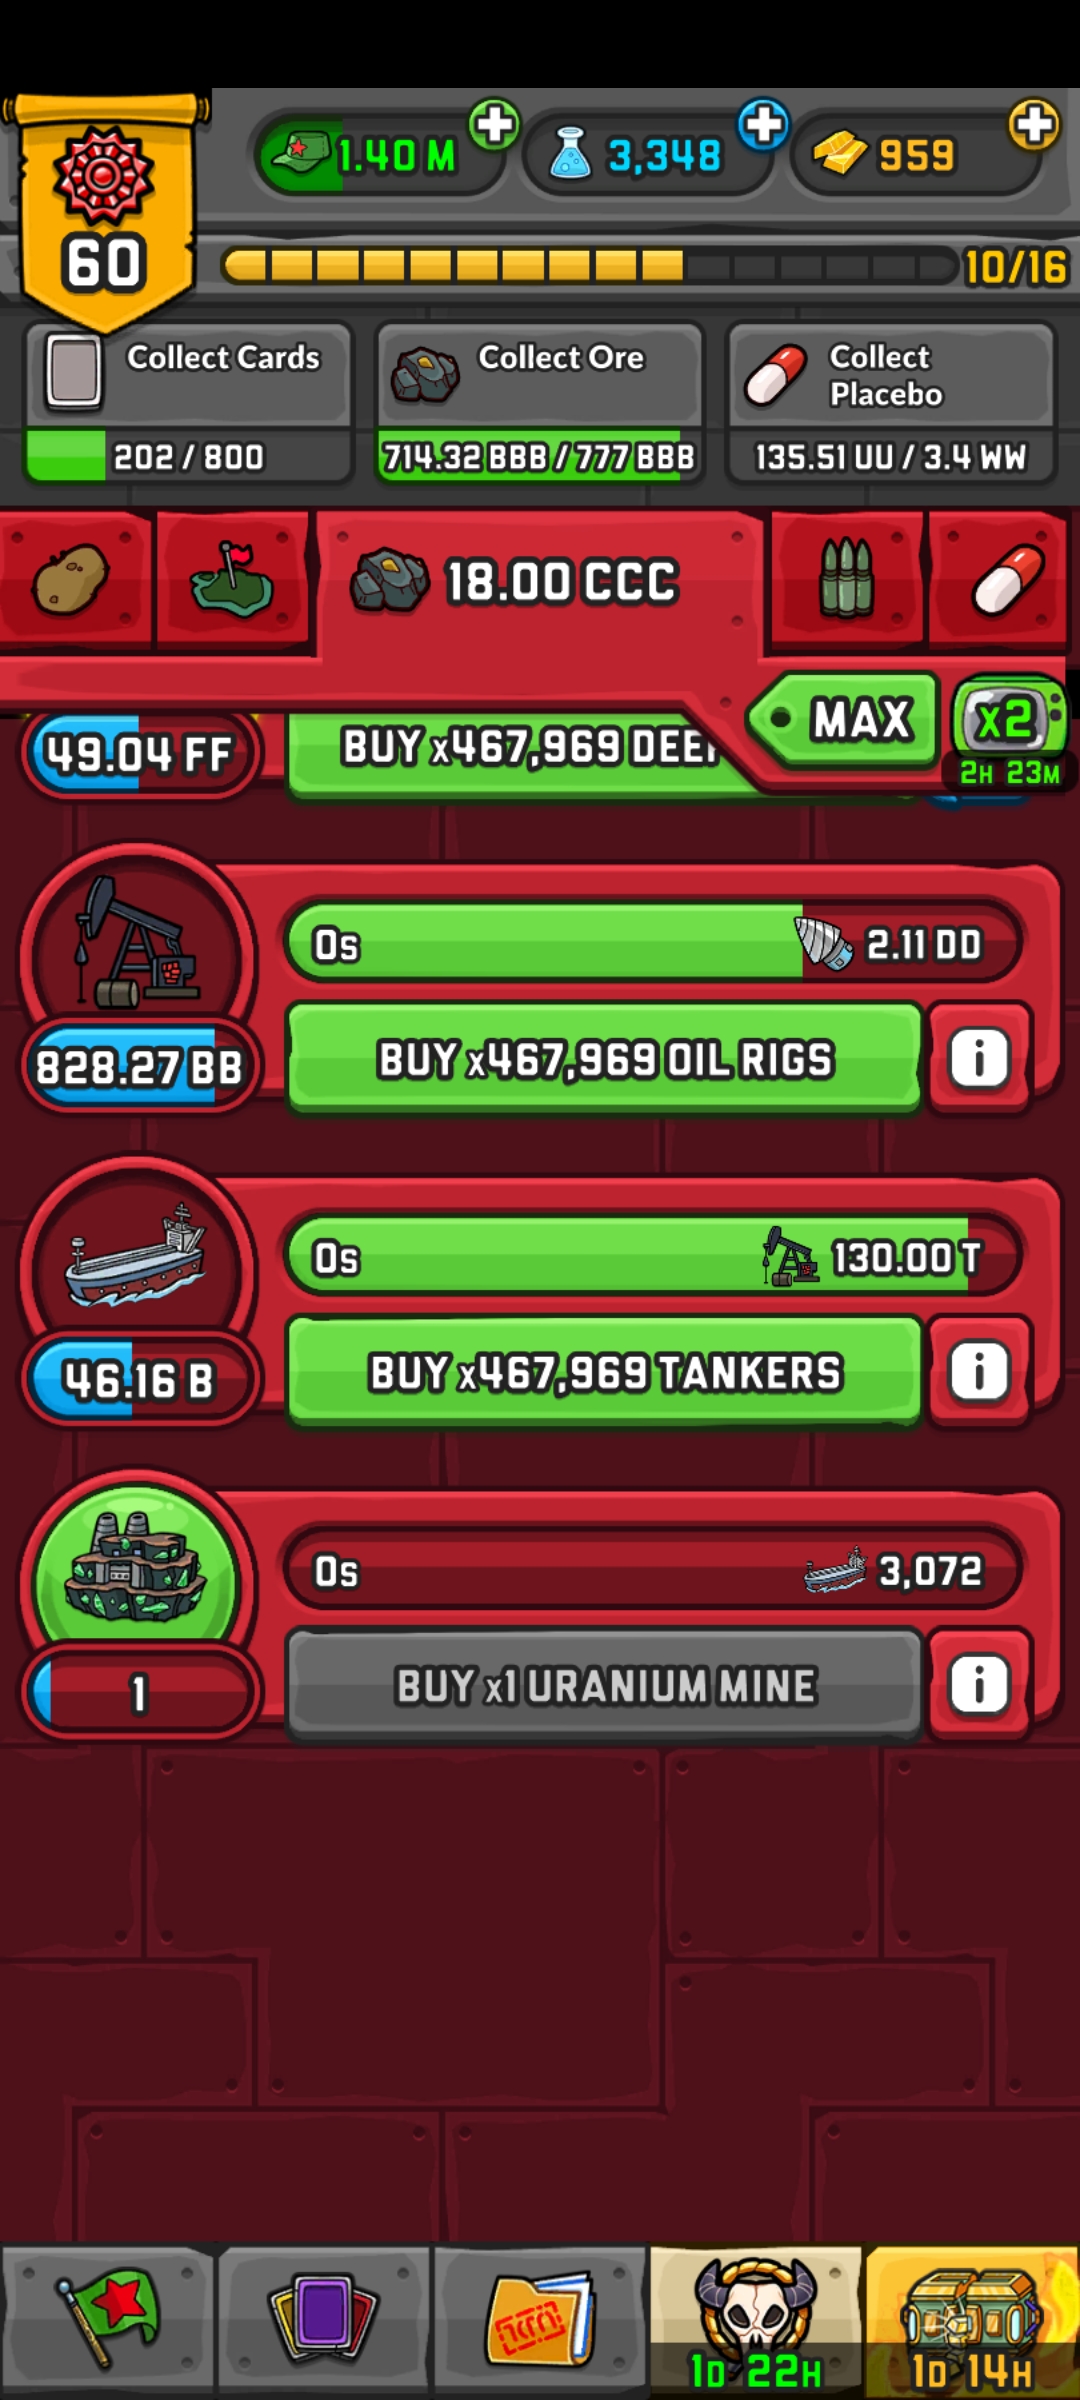 60
1.40 M
3,348
959
10/16
Collect Cards
202 / 800
Collect Ore
714.32 BBB / 777 BBB
Collect
Placebo
135.51 UU / 3.4 WW
18.00 CCC
MAX
x2
2H 23M
49.04 FF
BUY x467,969
0s
2.11 DD
828.27 BB
BUY x467,969 OIL RIGS
i
0s
130.00 T
46.16 B
BUY x467,969 TANKERS
i
0s
3,072
1
BUY x1 URANIUM MINE
i
1D 22H
1D 14H